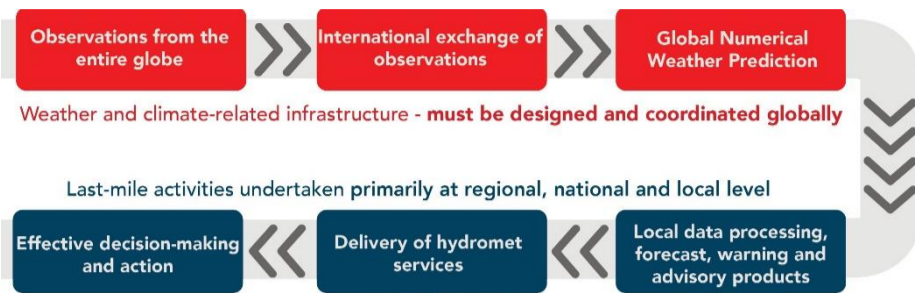 Observations from the
entire globe
International exchange of
observations
Global Numerical
Weather Prediction
Weather and climate-related infrastructure - must be designed and coordinated globally
Last-mile activities undertaken primarily at regional, national and local level
Effective decision-making
and action
Delivery of hydromet
services
Local data processing,
forecast, warning and
advisory products